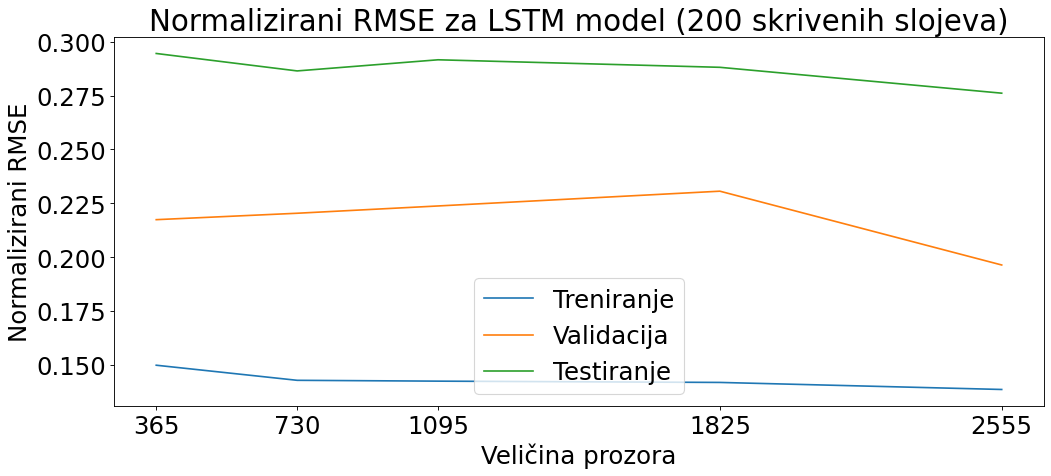 Normalizirani RMSE za LSTM model (200 skrivenih slojeva)
0.300
0.275
0.250
0.225
0.200
0.175
0.150
Normalizirani RMSE
Treniranje
Validacija
Testiranje
365 730 1095 1825 2555
Veličina prozora